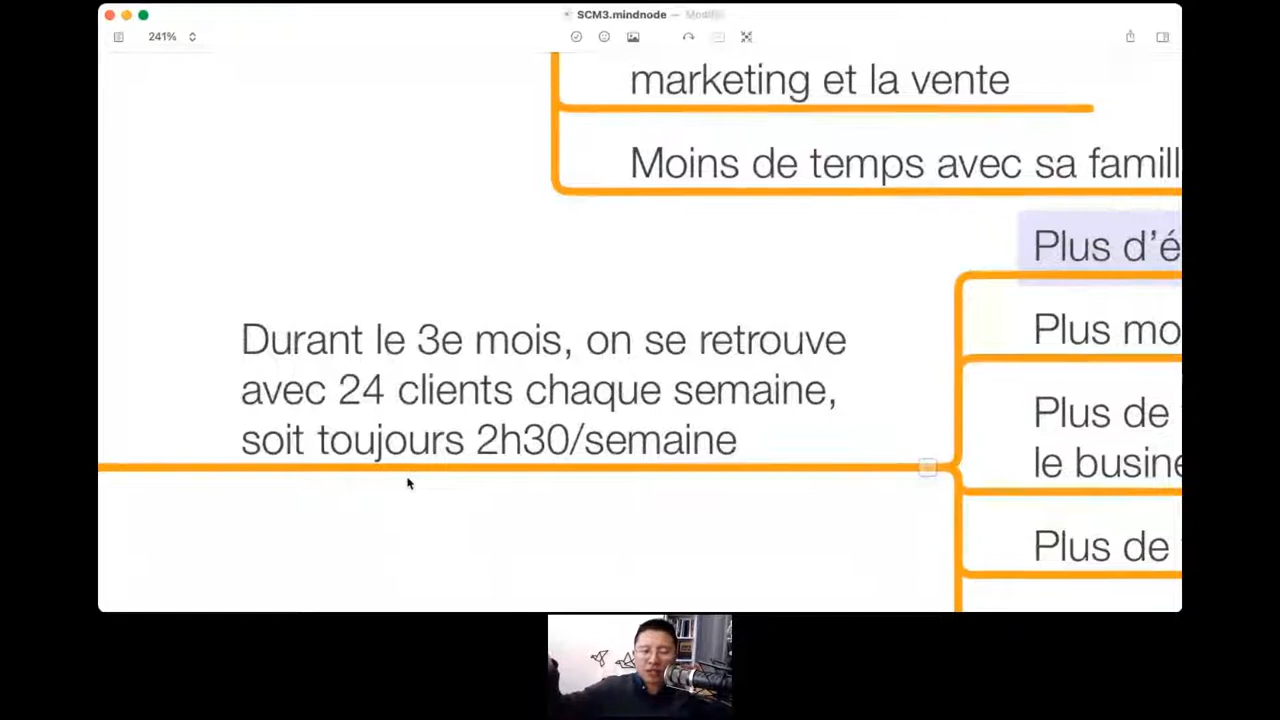 SCM3.mindnode — Modifié
241%
marketing et la vente
Moins de temps avec sa famill
Plus d’é
Durant le 3e mois, on se retrouve
avec 24 clients chaque semaine,
soit toujours 2h30/semaine
Plus mo
Plus de
le busine
Plus de